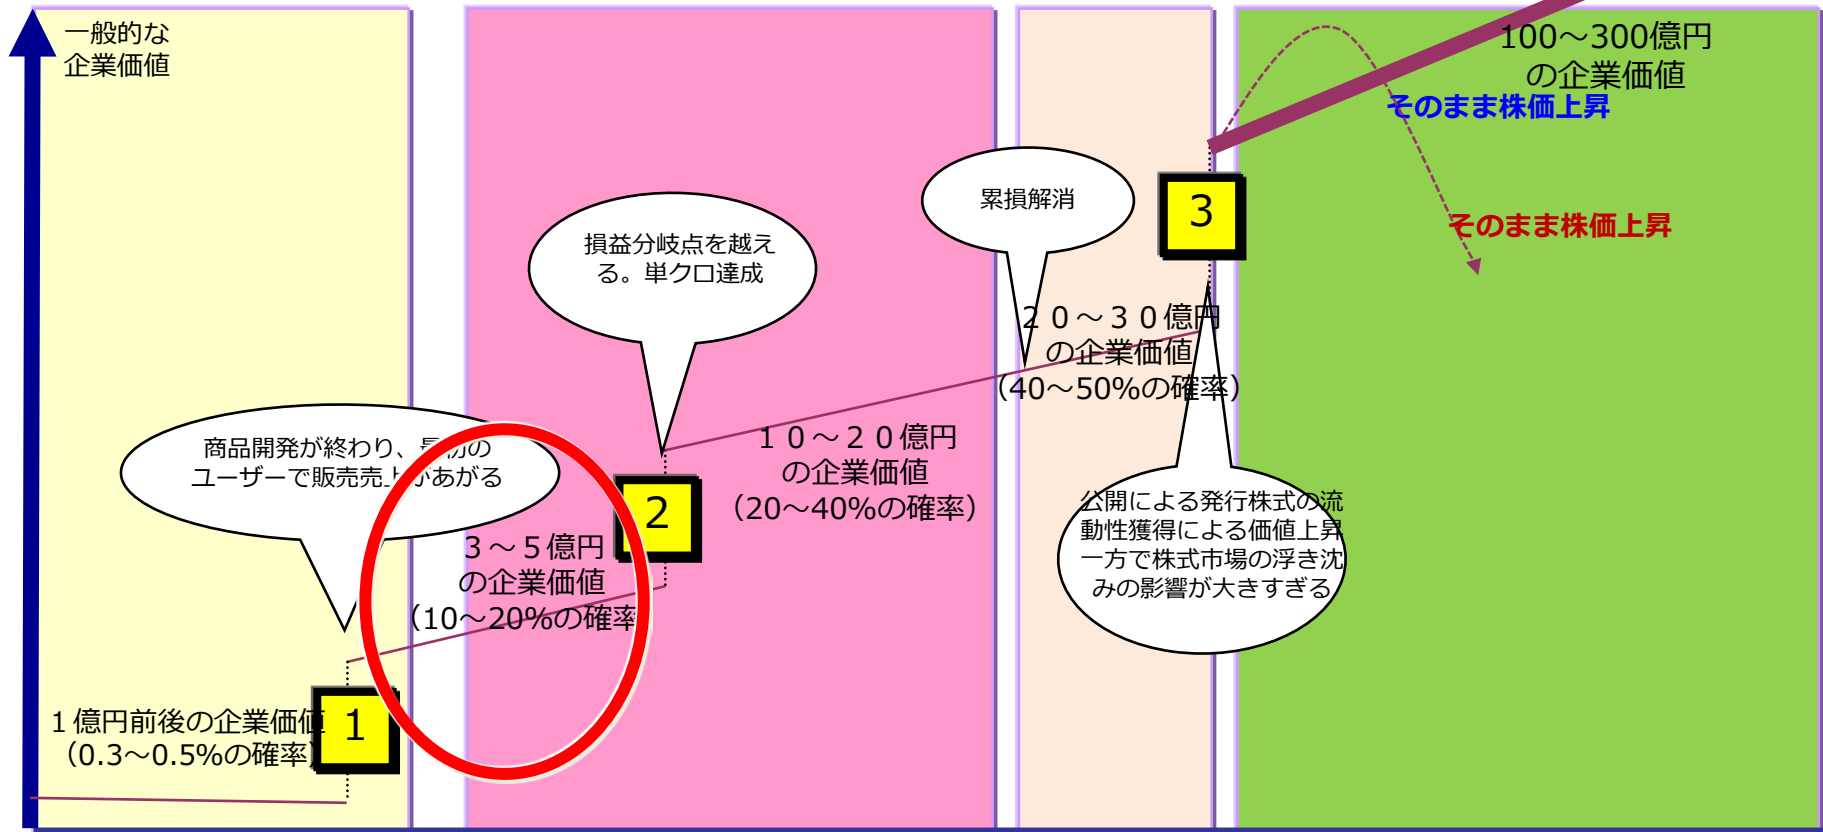 一般的な
企業価値
100～300億円
の企業価値
そのまま株価上昇
そのまま株価上昇
3
累損解消
損益分岐点を越え
る。単クロ達成
２０～３０億円
の企業価値
（40～50%の確率）
１０～２０億円
の企業価値
（20～40%の確率）
2
商品開発が終わり、最初の
ユーザーで販売売上があがる
３～５億円
の企業価値
（10～20%の確率
公開による発行株式の流
動性獲得による価値上昇
一方で株式市場の浮き沈
みの影響が大きすぎる
1
１億円前後の企業価値
（0.3～0.5%の確率）